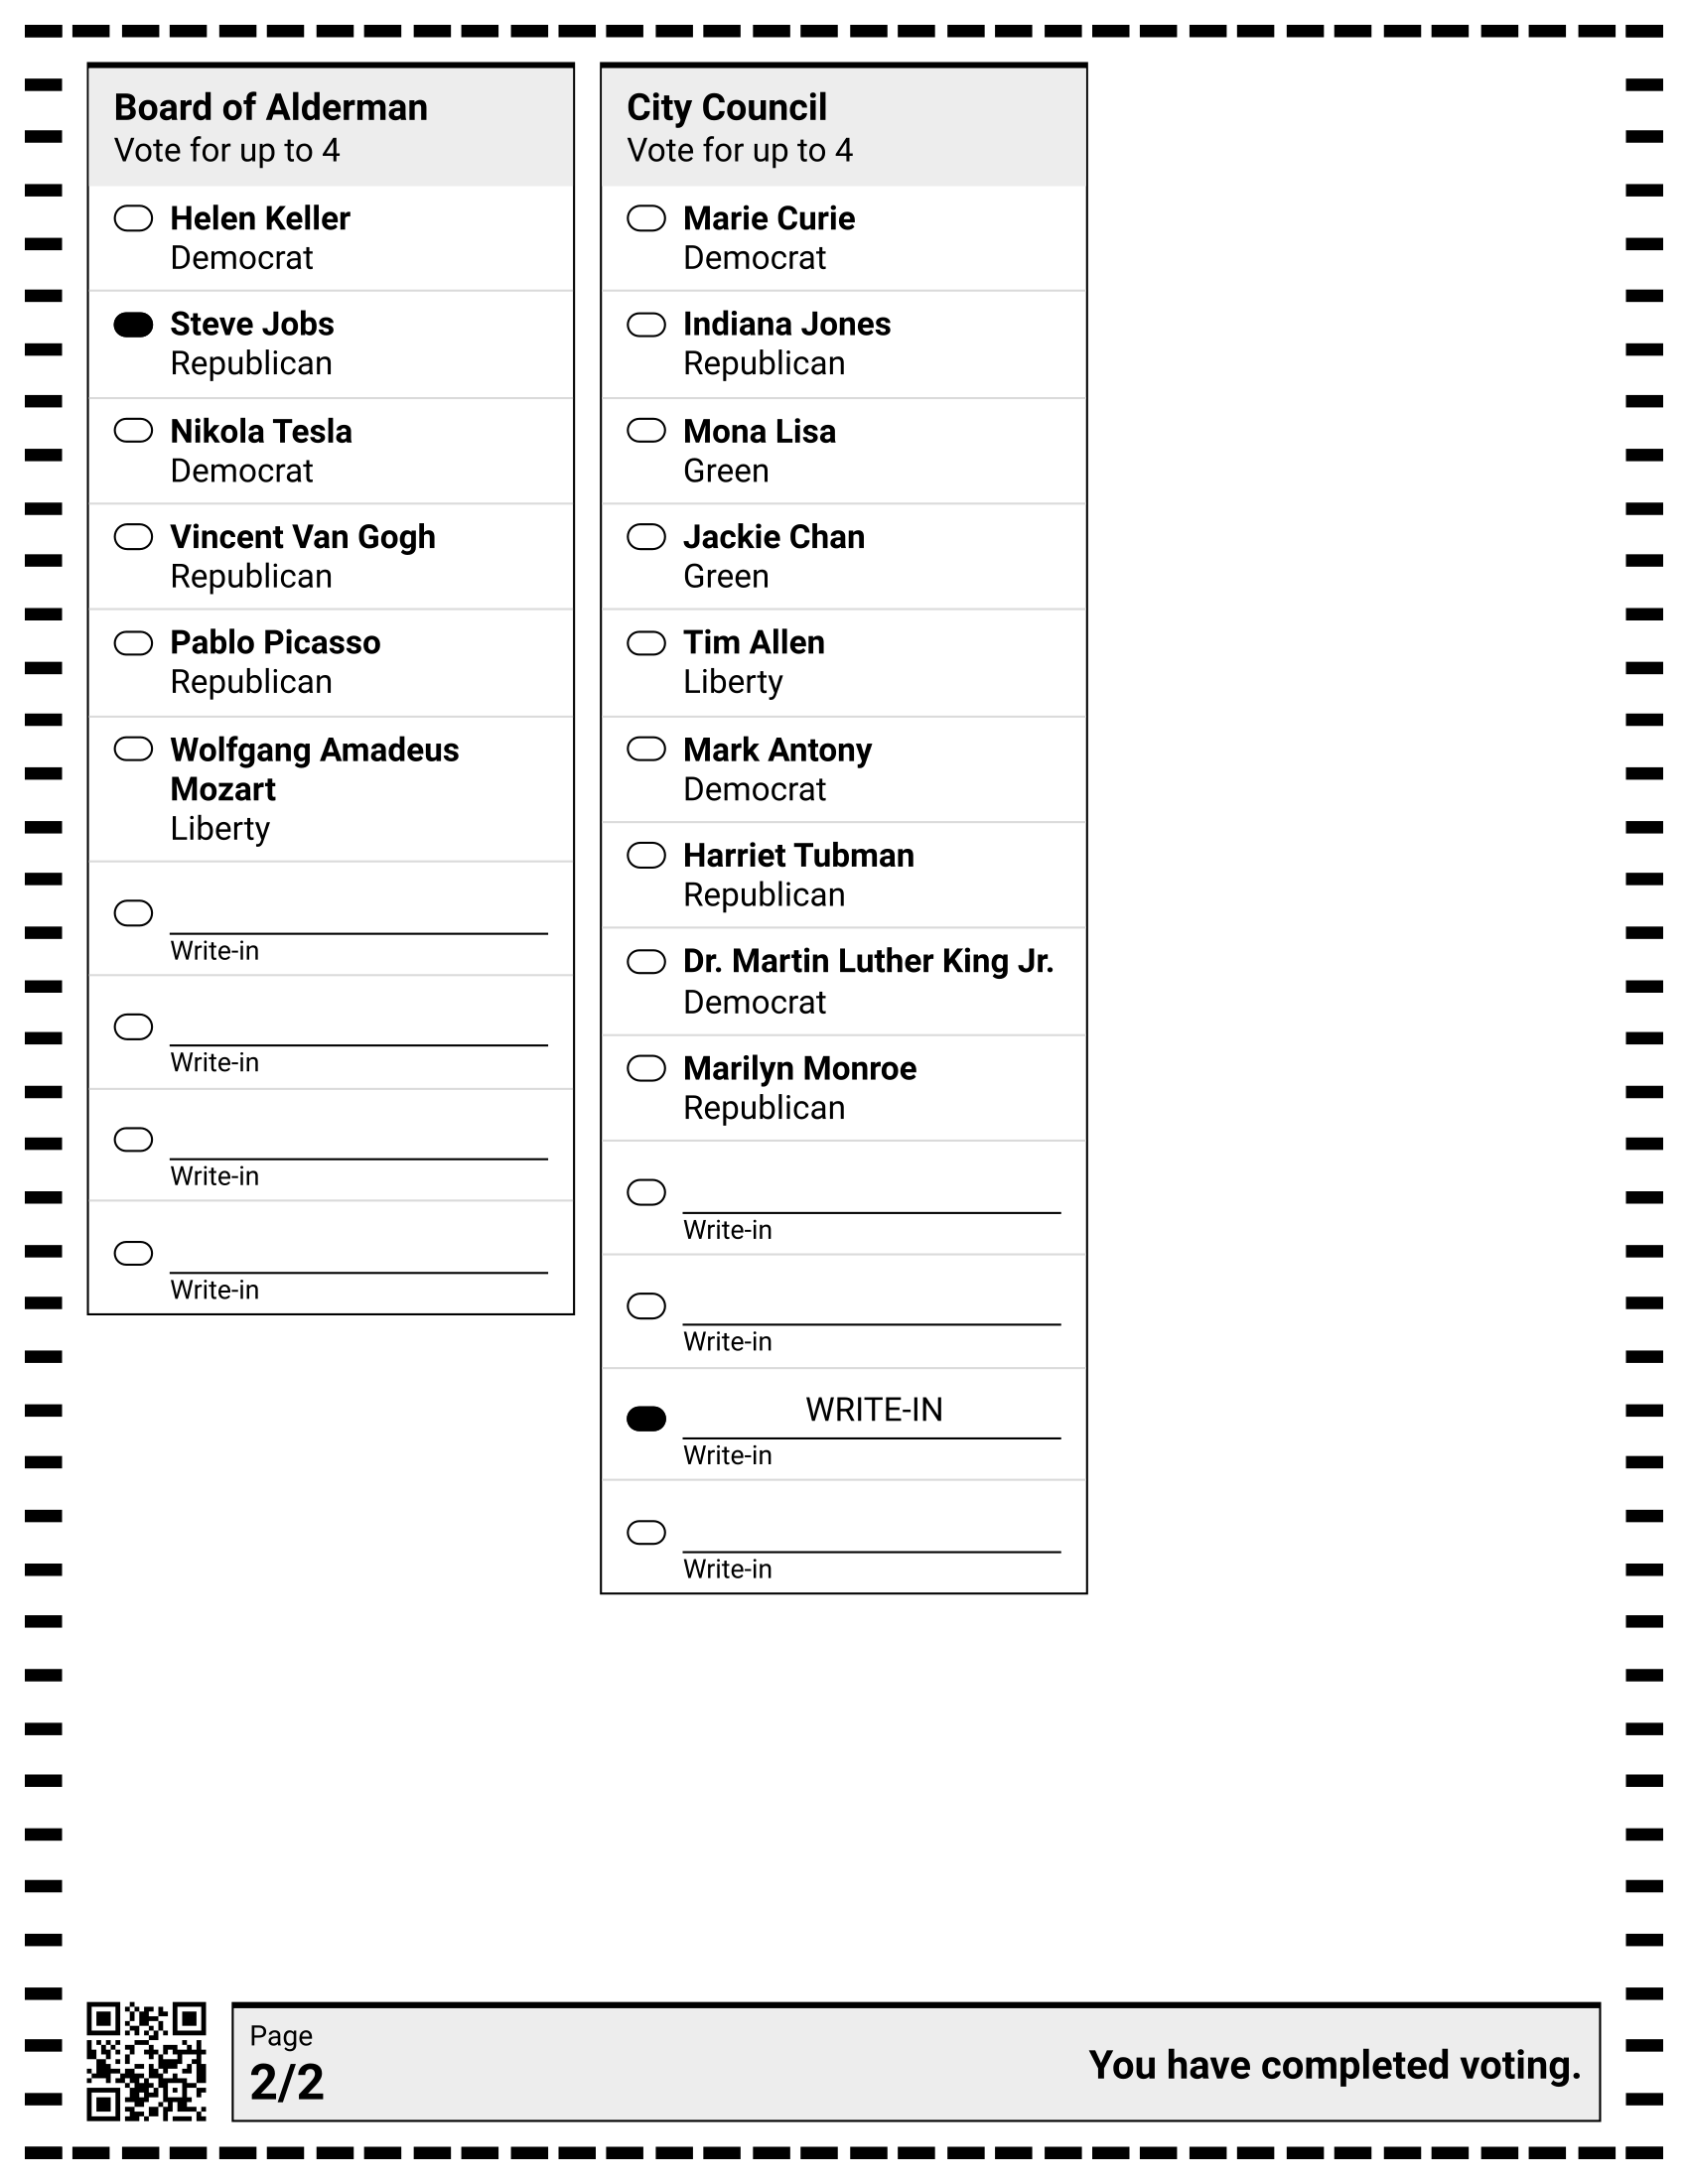 Board of Alderman
Vote for up to 4
Helen Keller
Democrat
Steve Jobs
Republican
Nikola Tesla
Democrat
Vincent Van Gogh
Republican
Pablo Picasso
Republican
Wolfgang Amadeus
Mozart
Liberty
Write-in
Write-in
Write-in
Write-in
City Council
Vote for up to 4
Marie Curie
Democrat
Indiana Jones
Republican
Mona Lisa
Green
Jackie Chan
Green
Tim Allen
Liberty
Mark Antony
Democrat
Harriet Tubman
Republican
Dr. Martin Luther King Jr.
Democrat
Marilyn Monroe
Republican
Write-in
Write-in
WRITE-IN
Write-in
Write-in
Page
2/2
You have completed voting.